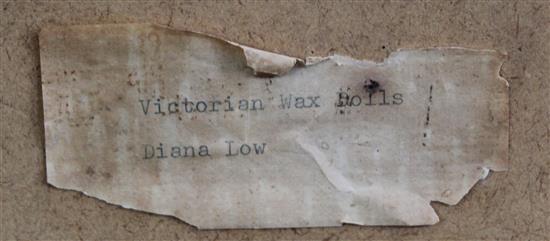 Victorian Wax Dolls
Diana Low